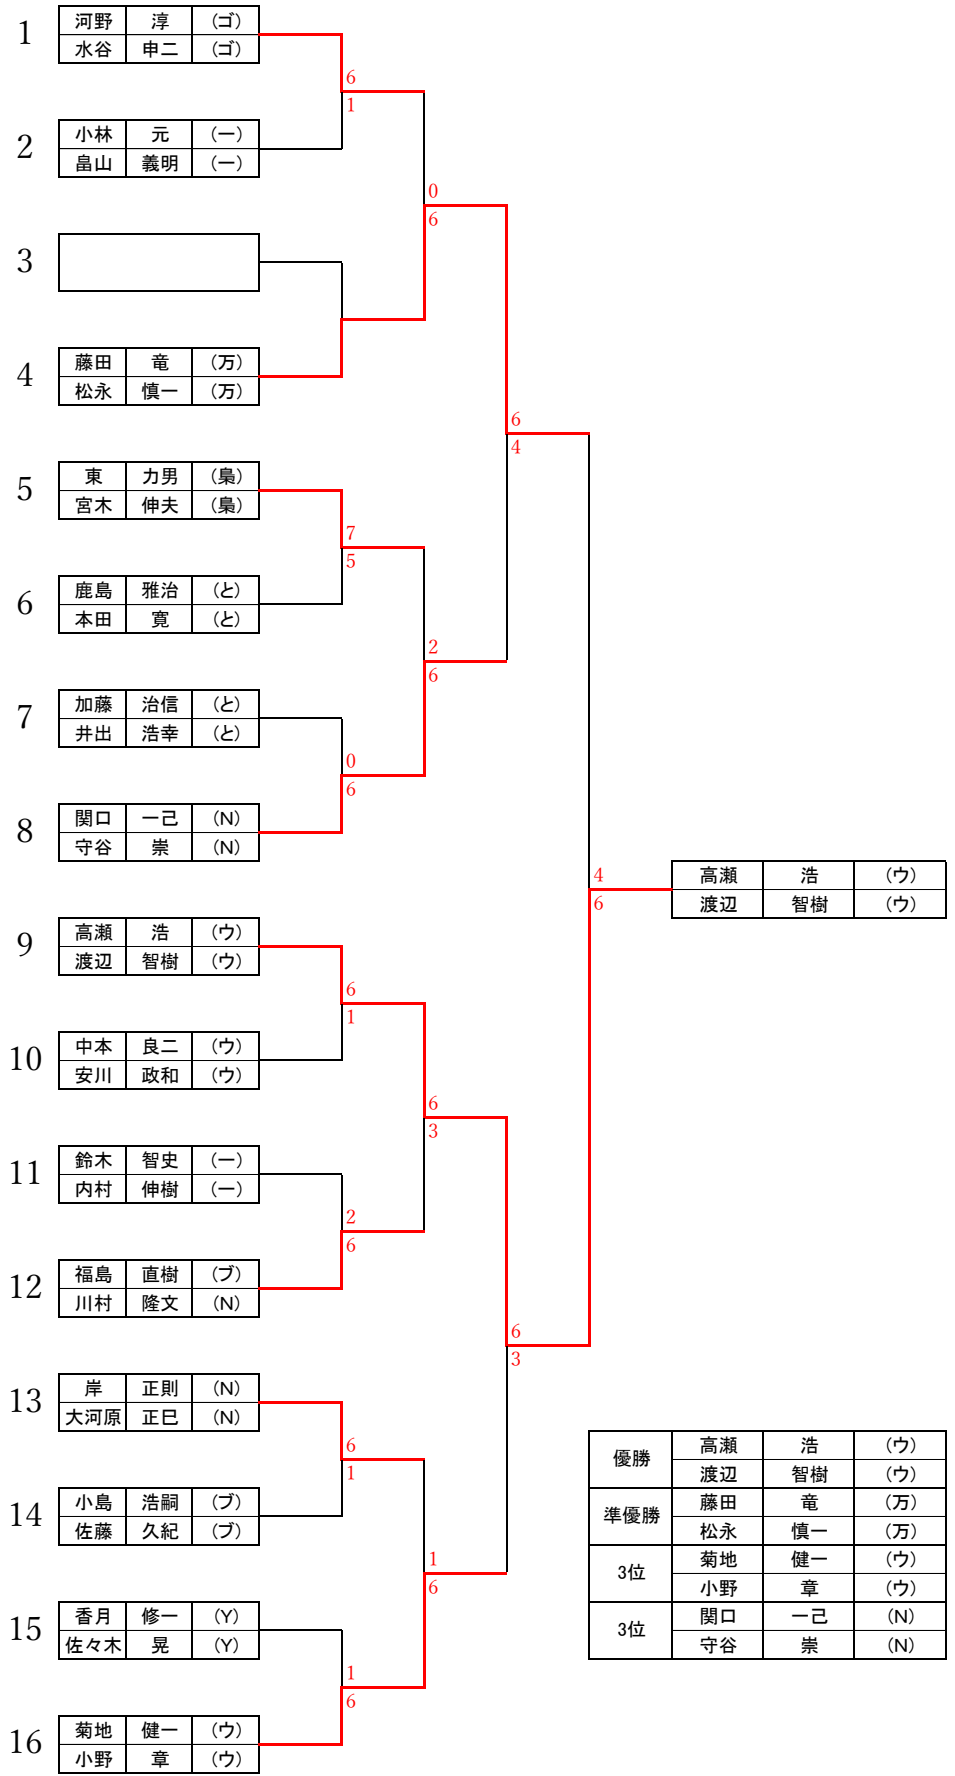 1 河野 淳 (ゴ)
水谷 申二 (ゴ)
6
1
2 小林 元 (一)
畠山 義明 (一)
0
6
3
4 藤田 竜 (万)
松永 慎一 (万)
6
4
5 東 力男 (梟)
宮木 伸夫 (梟)
7
5
6 鹿島 雅治 (と)
本田 寛 (と)
2
6
7 加藤 治信 (と)
井出 浩幸 (と)
0
6
8 関口 一己 (N)
守谷 崇 (N)
4
6
高瀬 浩 (ウ)
渡辺 智樹 (ウ)
9 高瀬 浩 (ウ)
渡辺 智樹 (ウ)
6
1
10 中本 良二 (ウ)
安川 政和 (ウ)
6
3
11 鈴木 智史 (一)
内村 伸樹 (一)
2
6
12 福島 直樹 (ブ)
川村 隆文 (N)
6
3
13 岸 正則 (N)
大河原 正巳 (N)
6
1
14 小島 浩嗣 (ブ)
佐藤 久紀 (ブ)
1
6
15 香月 修一 (Y)
佐々木 晃 (Y)
1
6
16 菊地 健一 (ウ)
小野 章 (ウ)
優勝 高瀬 浩 (ウ)
渡辺 智樹 (ウ)
準優勝 藤田 竜 (万)
松永 慎一 (万)
3位 菊地 健一 (ウ)
小野 章 (ウ)
3位 関口 一己 (N)
守谷 崇 (N)